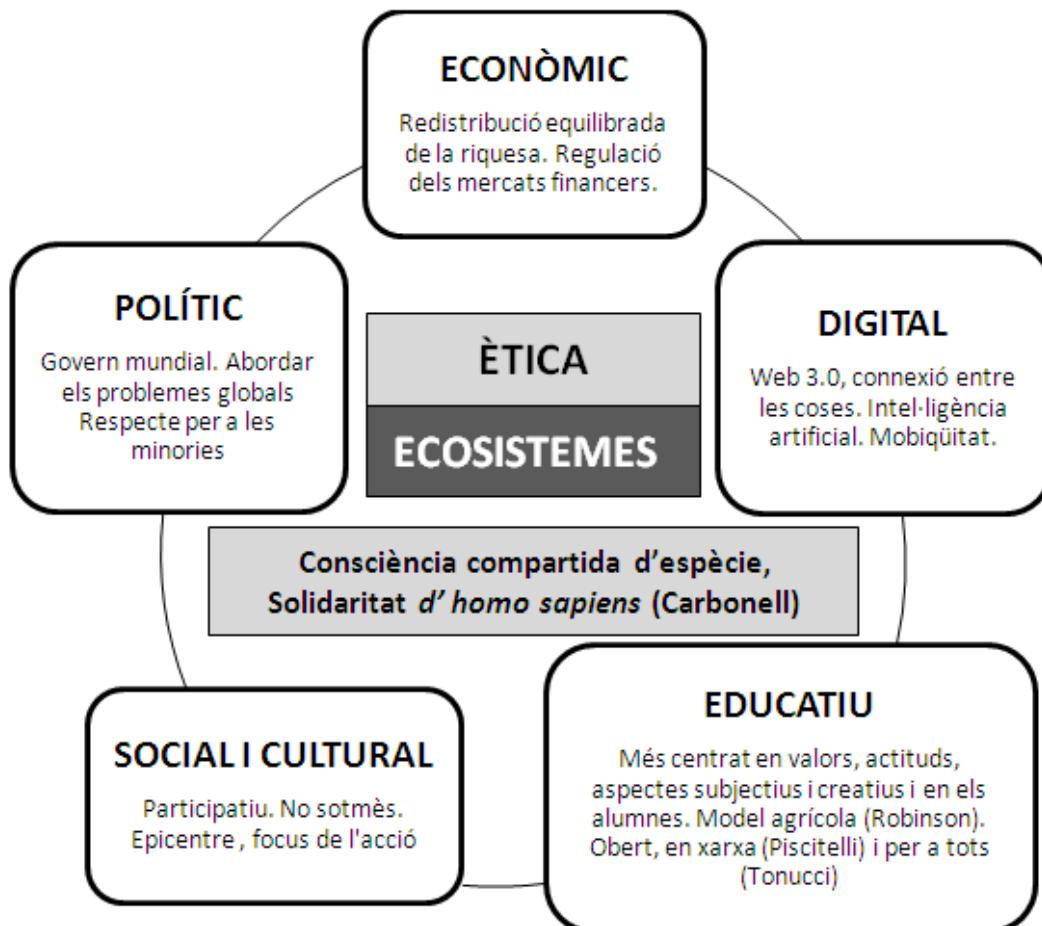 ECONÒMIC
Redistribució equilibrada
de la riquesa. Regulació
dels mercats financers.
POLÍTIC
Govern mundial. Abordar
els problemes globals
Respecte per a les
minories
ÈTICA
ECOSISTEMES
DIGITAL
Web 3.0, connexió entre
les coses. Intel·ligència
artificial. Mobiqüitat.
Consciència compartida d'espècie,
Solidaritat d' homo sapiens (Carbonell)
SOCIAL I CULTURAL
Participatiu. No sotmès.
Epicentre , focus de l'acció
EDUCATIU
Més centrat en valors, actituds,
aspectes subjectius i creatius i en els
alumnes. Model agrícola (Robinson).
Obert, en xarxa (Piscitelli) i per a tots
(Tonucci)